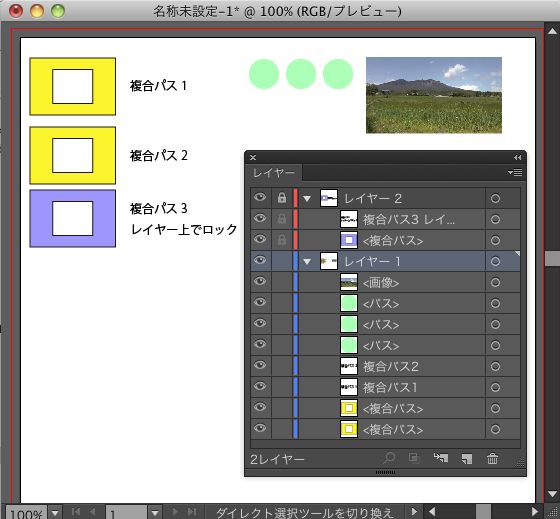 名称未設定-1* @ 100% (RGB/プレビュー)
複合パス 1
複合パス 2
複合パス 3
レイヤー上でロック
レイヤー
レイヤー 2
複合パス3 レイ...
<複合パス>
レイヤー 1
<画像>
<パス>
<パス>
<パス>
複合パス2
複合パス1
<複合パス>
<複合パス>
2レイヤー
100%
1
ダイレクト選択ツールを切り換え